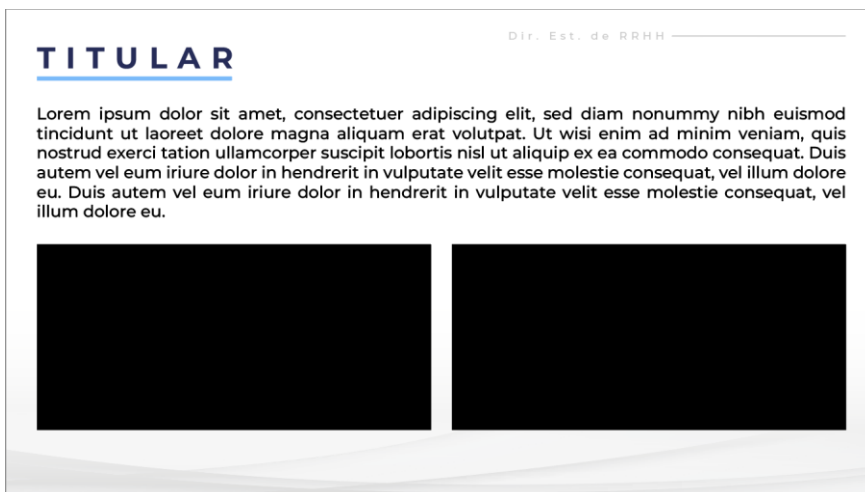 Dir. Est. de RRHH
TITULAR
Lorem ipsum dolor sit amet, consectetuer adipiscing elit, sed diam nonummy nibh euismod
tincidunt ut laoreet dolore magna aliquam erat volutpat. Ut wisi enim ad minim veniam, quis
nostrud exerci tation ullamcorper suscipit lobortis nisl ut aliquip ex ea commodo consequat. Duis
autem vel eum iriure dolor in hendrerit in vulputate velit esse molestie consequat, vel illum dolore
eu. Duis autem vel eum iriure dolor in hendrerit in vulputate velit esse molestie consequat, vel
illum dolore eu.